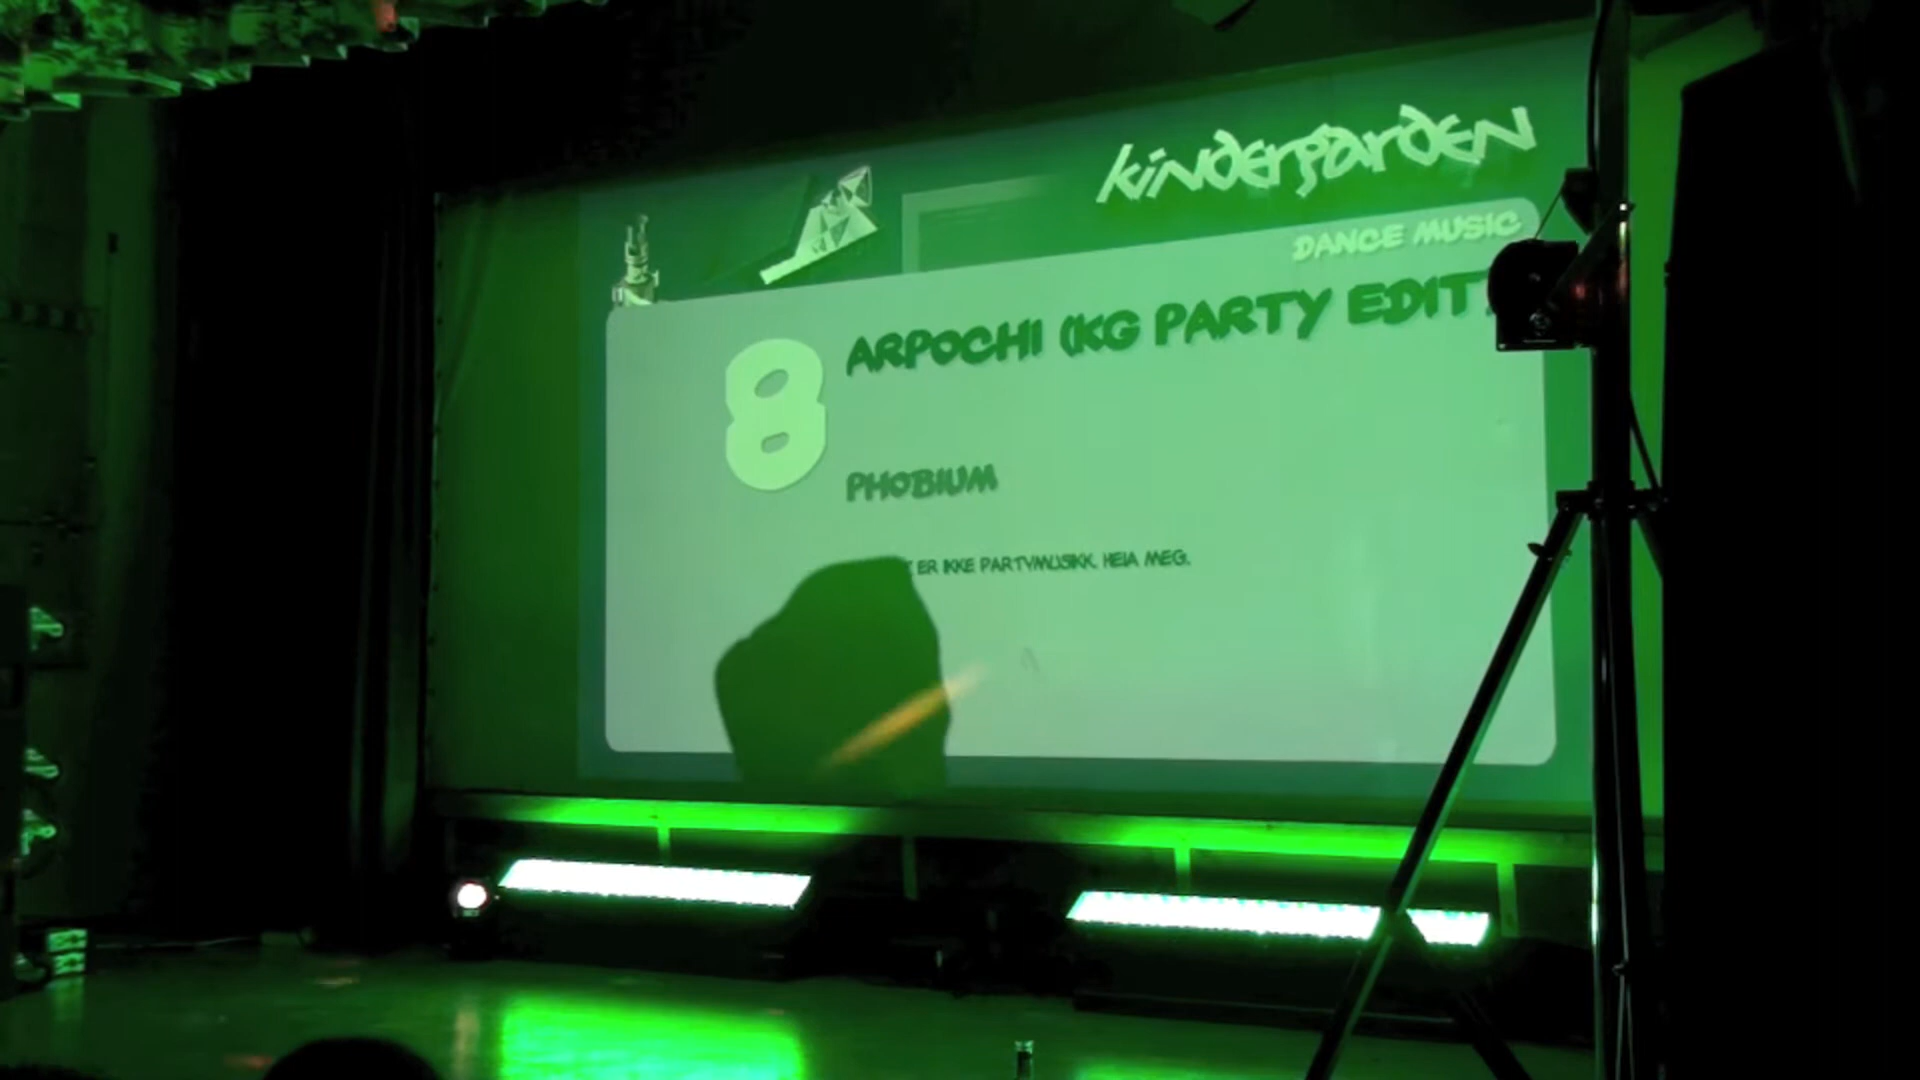 kindergarden
DANCE MUSIC
8
ARPOCHI (KG PARTY EDIT
PHOBIUM
ER IKKE PARTYMUSIKK. HEIA MEG.